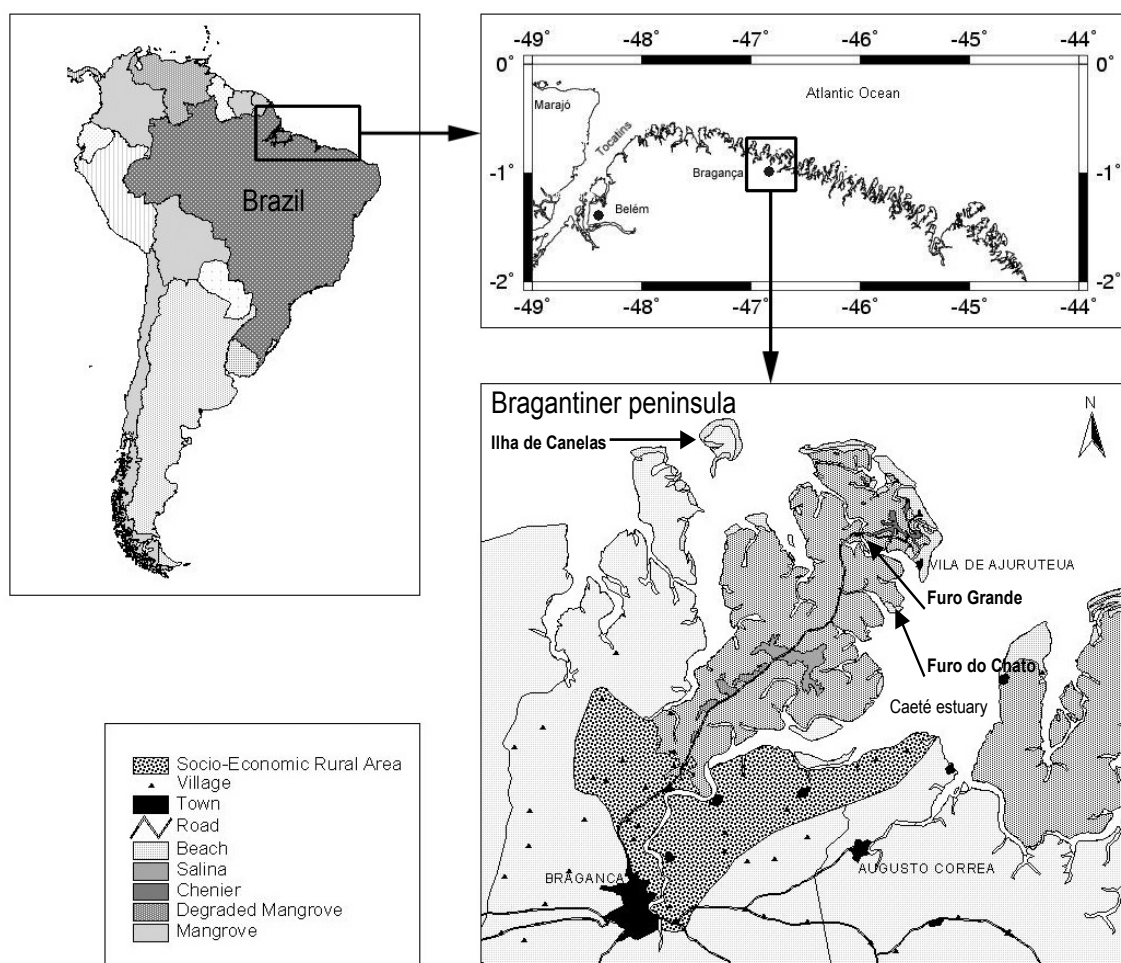 Brazil
-49
-48
-47
-46
-45
-44
0°
0°
Marajó
Atlantic Ocean
Tocatins
Bragança
-1°
-1°
Belém
-2°
-2°
-49
-48
-47
-46
-45
-44
Bragantiner peninsula
N
Ilha de Canelas
VILA DE AJURUTEUA
Furo Grande
Furo do Chato
Caeté estuary
BRAGANCA
AUGUSTO CORREA
Socio-Economic Rural Area
Village
Town
Road
Beach
Salina
Chenier
Degraded Mangrove
Mangrove